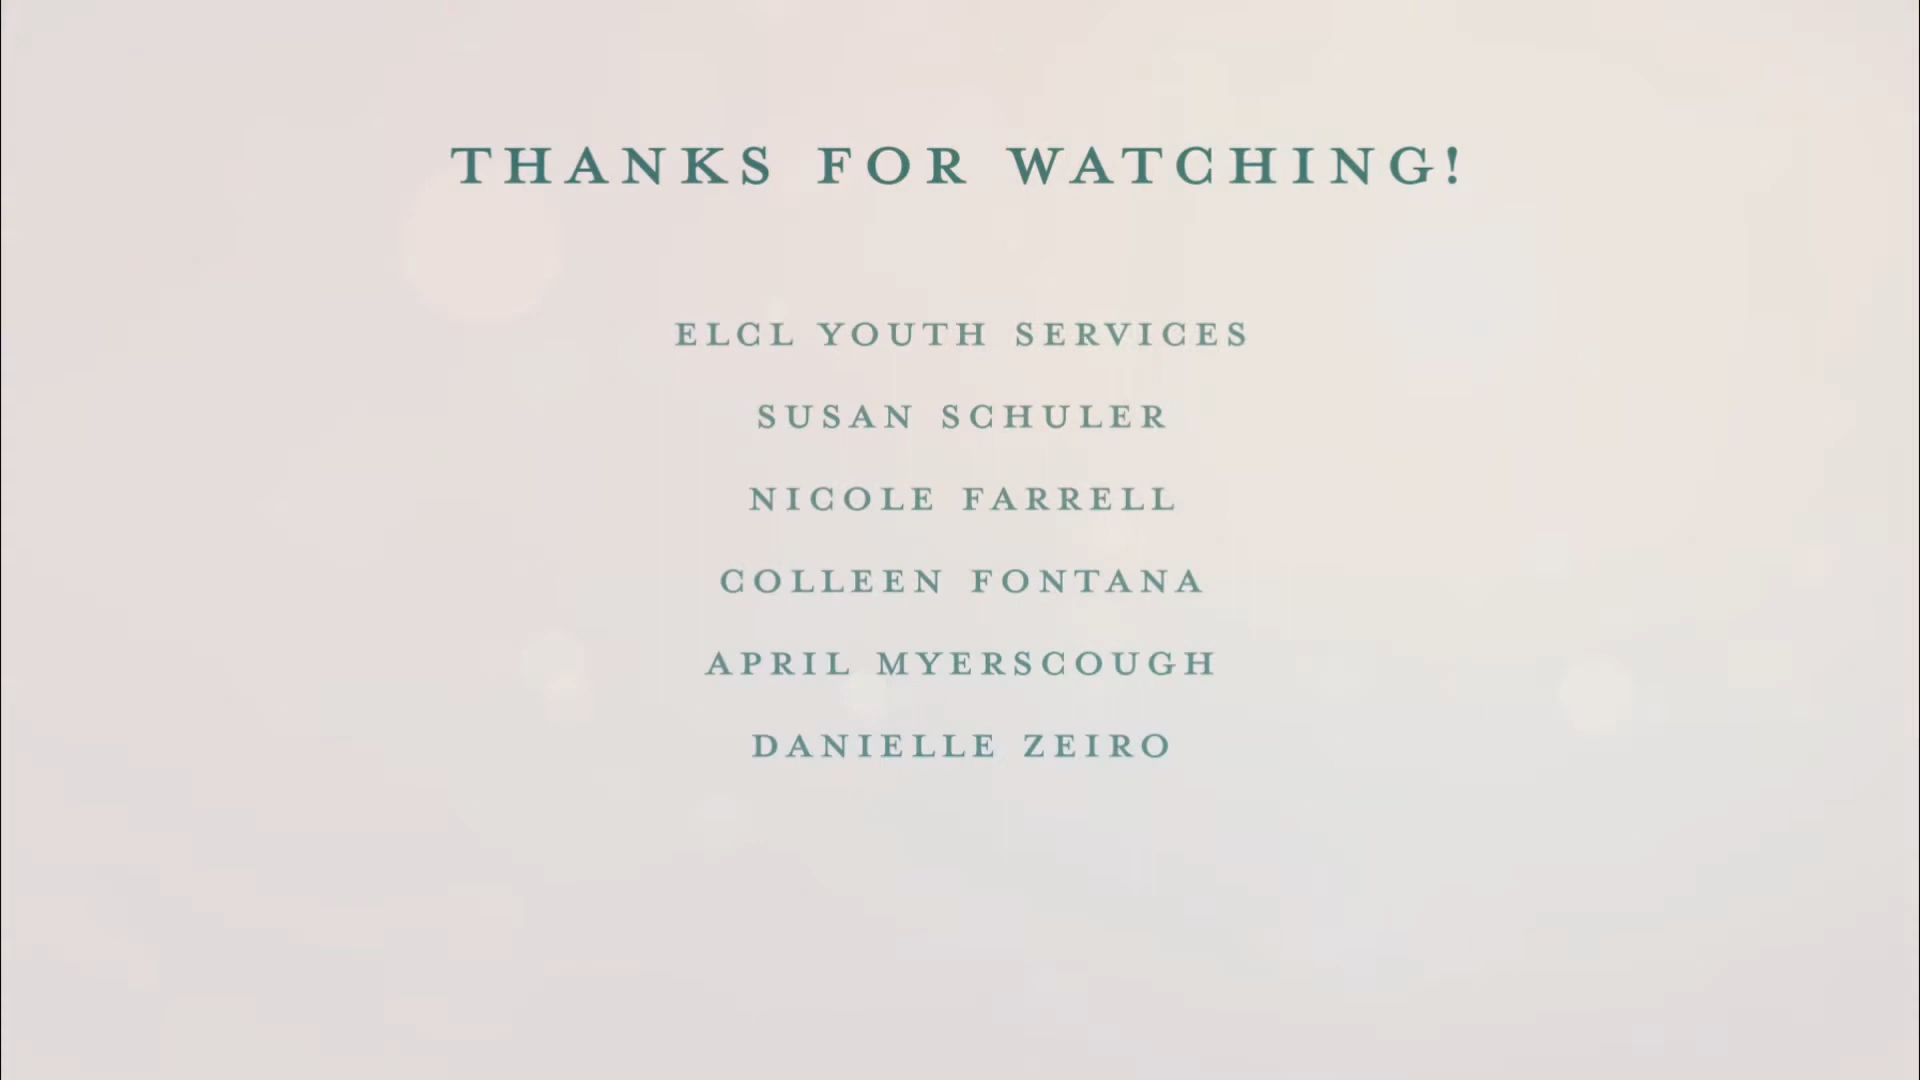 THANKS FOR WATCHING!
ELCL YOUTH SERVICES
SUSAN SCHULER
NICOLE FARRELL
COLLEEN FONTANA
APRIL MYERSCOUGH
DANIELLE ZEIRO